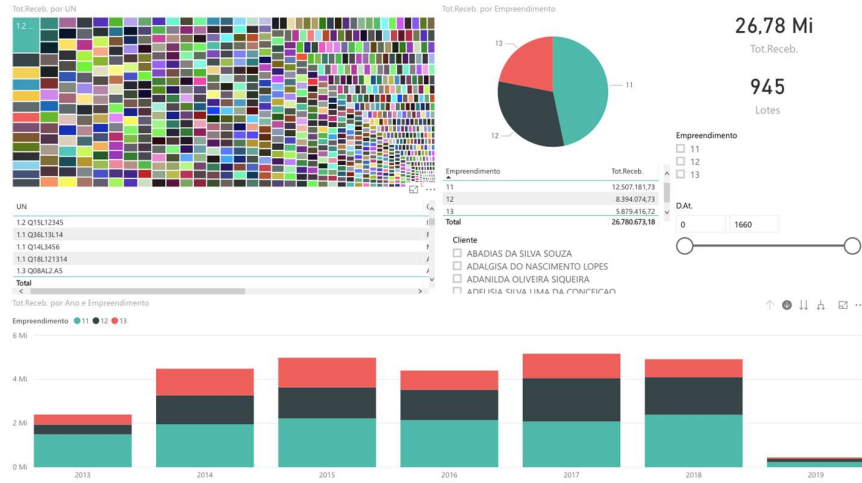 Tot.Receb. por UN
1.2 ...
UN
1.2 Q15L12345
1.1 Q36L13L14
1.1 Q14L3456
1.1 Q18L121314
1.3 Q08AL2.A5
Total
Tot.Receb. por Empreendimento
13
11
12
Empreendimento Tot.Receb.
11 12.507.181,73
12 8.394.074,73
13 5.879.416,72
Total 26.780.673,18
Cliente
ABADIAS DA SILVA SOUZA
ADALGISA DO NASCIMENTO LOPES
ADANILDA OLIVEIRA SIQUEIRA
ADELISIA SILVA LIMA DA CONCEICAO
26,78 Mi
Tot.Receb.
945
Lotes
Empreendimento
11
12
13
D.At.
0 1660
Tot.Receb. por Ano e Empreendimento
Empreendimento 11 12 13
6 Mi
4 Mi
2 Mi
0 Mi
2013 2014 2015 2016 2017 2018 2019